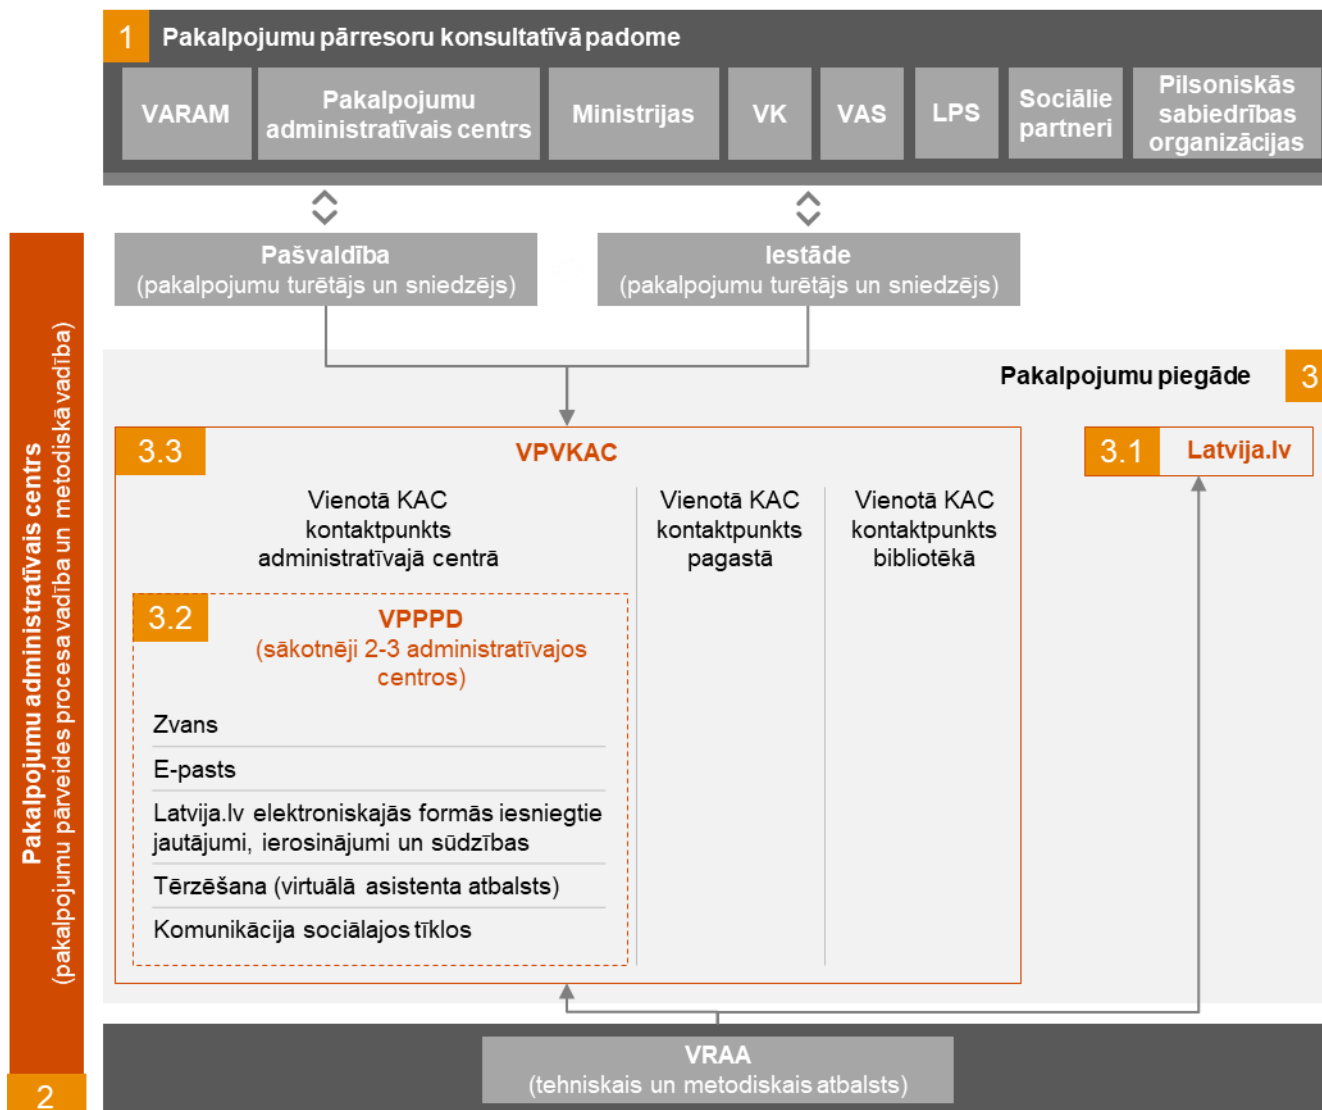 1 Pakalpojumu pārresoru konsultatīvā padome
VARAM
Pakalpojumu
administratīvais centrs
Ministrijas
VK
VAS
LPS
Sociālie
partneri
Pilsoniskās
sabiedrības
organizācijas
Pašvaldība
(pakalpojumu turētājs un sniedzējs)
Iestāde
(pakalpojumu turētājs un sniedzējs)
Pakalpojumu administratīvais centrs
(pakalpojumu pārveides procesa vadība un metodiskā vadība)
2
Pakalpojumu piegāde 3
3.3 VPVKAC
3.1 Latvija.lv
Vienotā KAC
kontaktpunkts
administratīvajā centrā
Vienotā KAC
kontaktpunkts
pagastā
Vienotā KAC
kontaktpunkts
bibliotēkā
3.2 VPPPD
(sākotnēji 2-3 administratīvajos
centros)
Zvans
E-pasts
Latvija.lv elektroniskajās formās iesniegtie
jautājumi, ierosinājumi un sūdzības
Tērzēšana (virtuālā asistenta atbalsts)
Komunikācija sociālajos tīklos
VRAA
(tehniskais un metodiskais atbalsts)